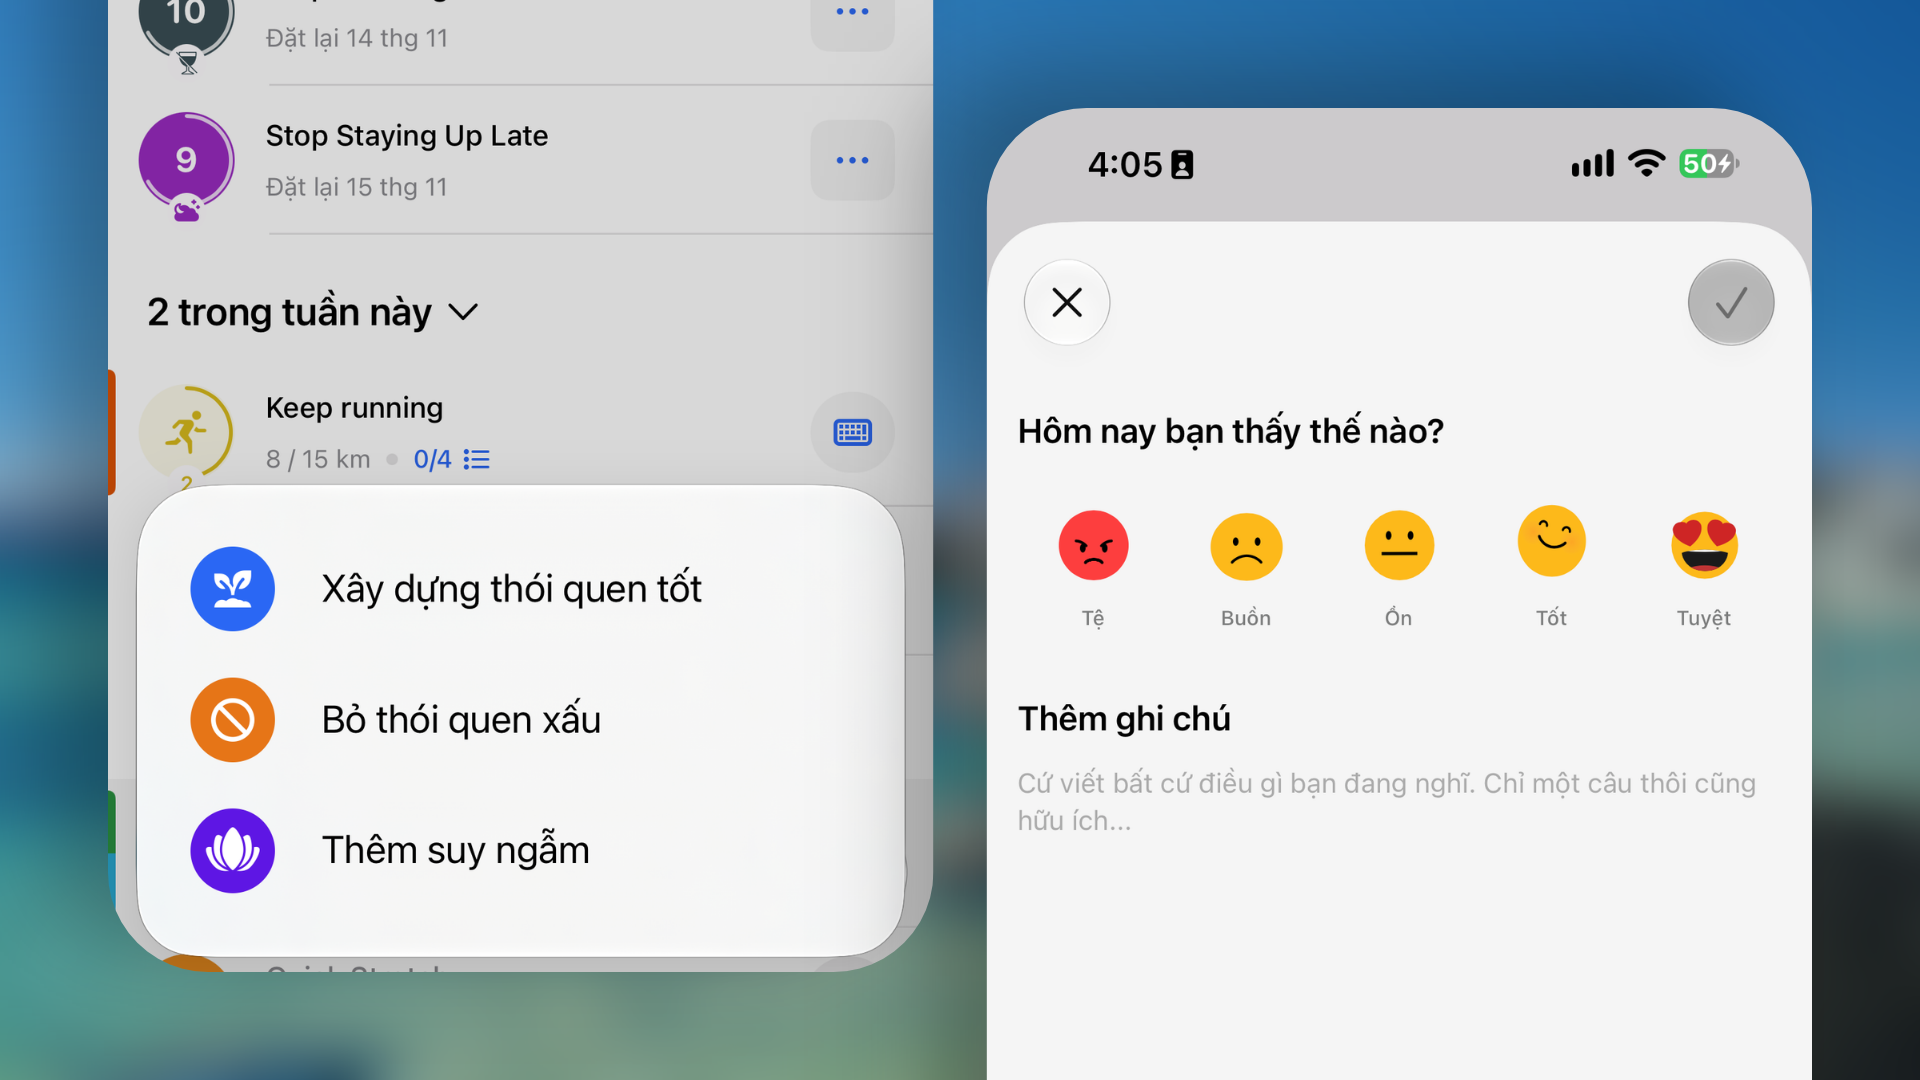 10
Đặt lại 14 thg 11
9
Stop Staying Up Late
Đặt lại 15 thg 11
2 trong tuần này
Keep running
8 / 15 km
0/4
2
Xây dựng thói quen tốt
Bỏ thói quen xấu
Thêm suy ngẫm
4:05
50
Hôm nay bạn thấy thế nào?
Tệ
Buồn
Ổn
Tốt
Tuyệt
Thêm ghi chú
Cứ viết bất cứ điều gì bạn đang nghĩ. Chỉ một câu thôi cũng
hữu ích...